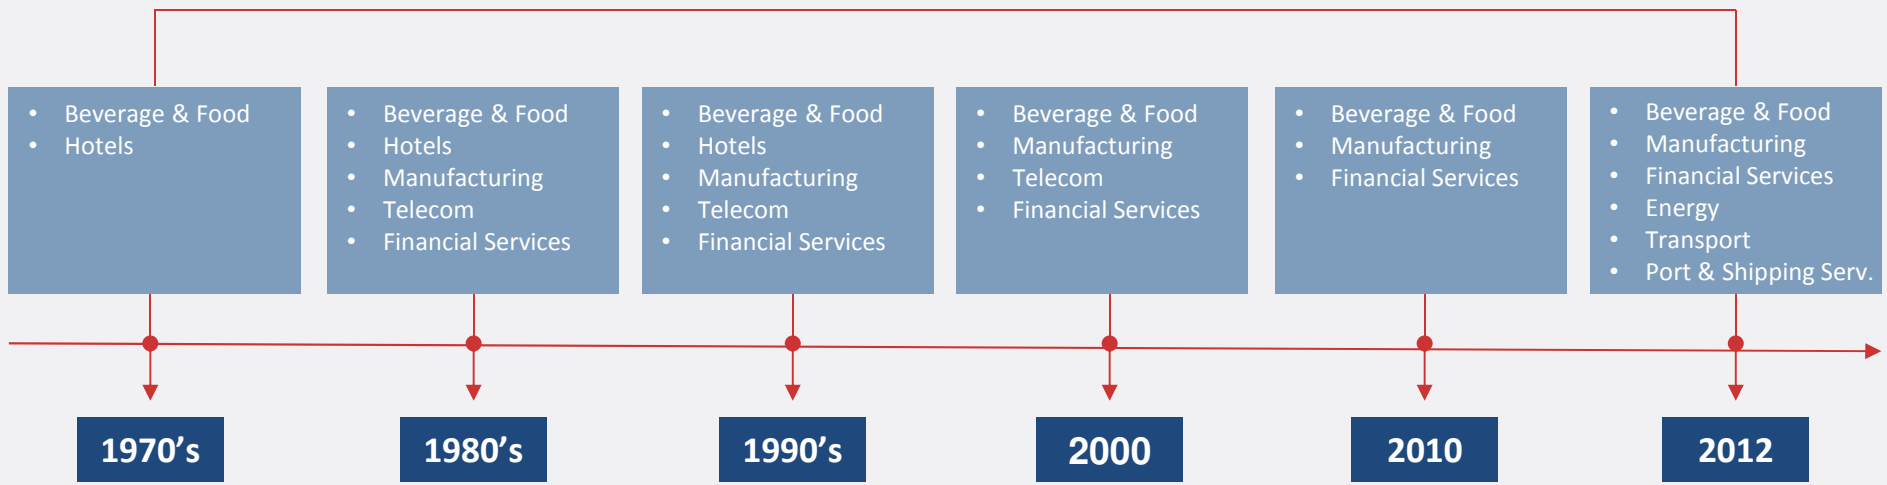 • Beverage & Food
• Hotels
• Beverage & Food
• Hotels
• Manufacturing
• Telecom
• Financial Services
• Beverage & Food
• Hotels
• Manufacturing
• Telecom
• Financial Services
• Beverage & Food
• Manufacturing
• Telecom
• Financial Services
• Beverage & Food
• Manufacturing
• Financial Services
• Beverage & Food
• Manufacturing
• Financial Services
• Energy
• Transport
• Port & Shipping Serv.
1970’s
1980’s
1990’s
2000
2010
2012